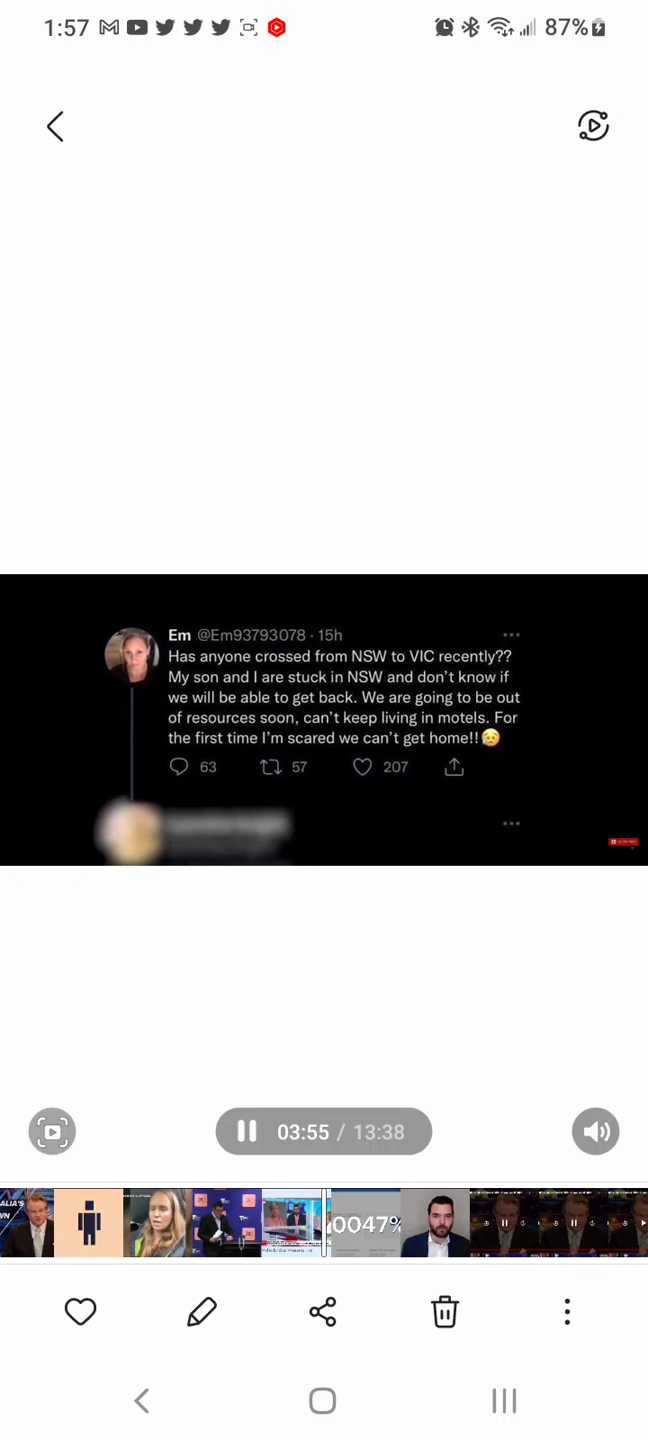 1:57
87%
Em @Em93793078 · 15h
Has anyone crossed from NSW to VIC recently??
My son and I are stuck in NSW and don't know if
we will be able to get back. We are going to be out
of resources soon, can't keep living in motels. For
the first time I'm scared we can't get home!!😥
63 57 207
03:55 / 13:38
0047%